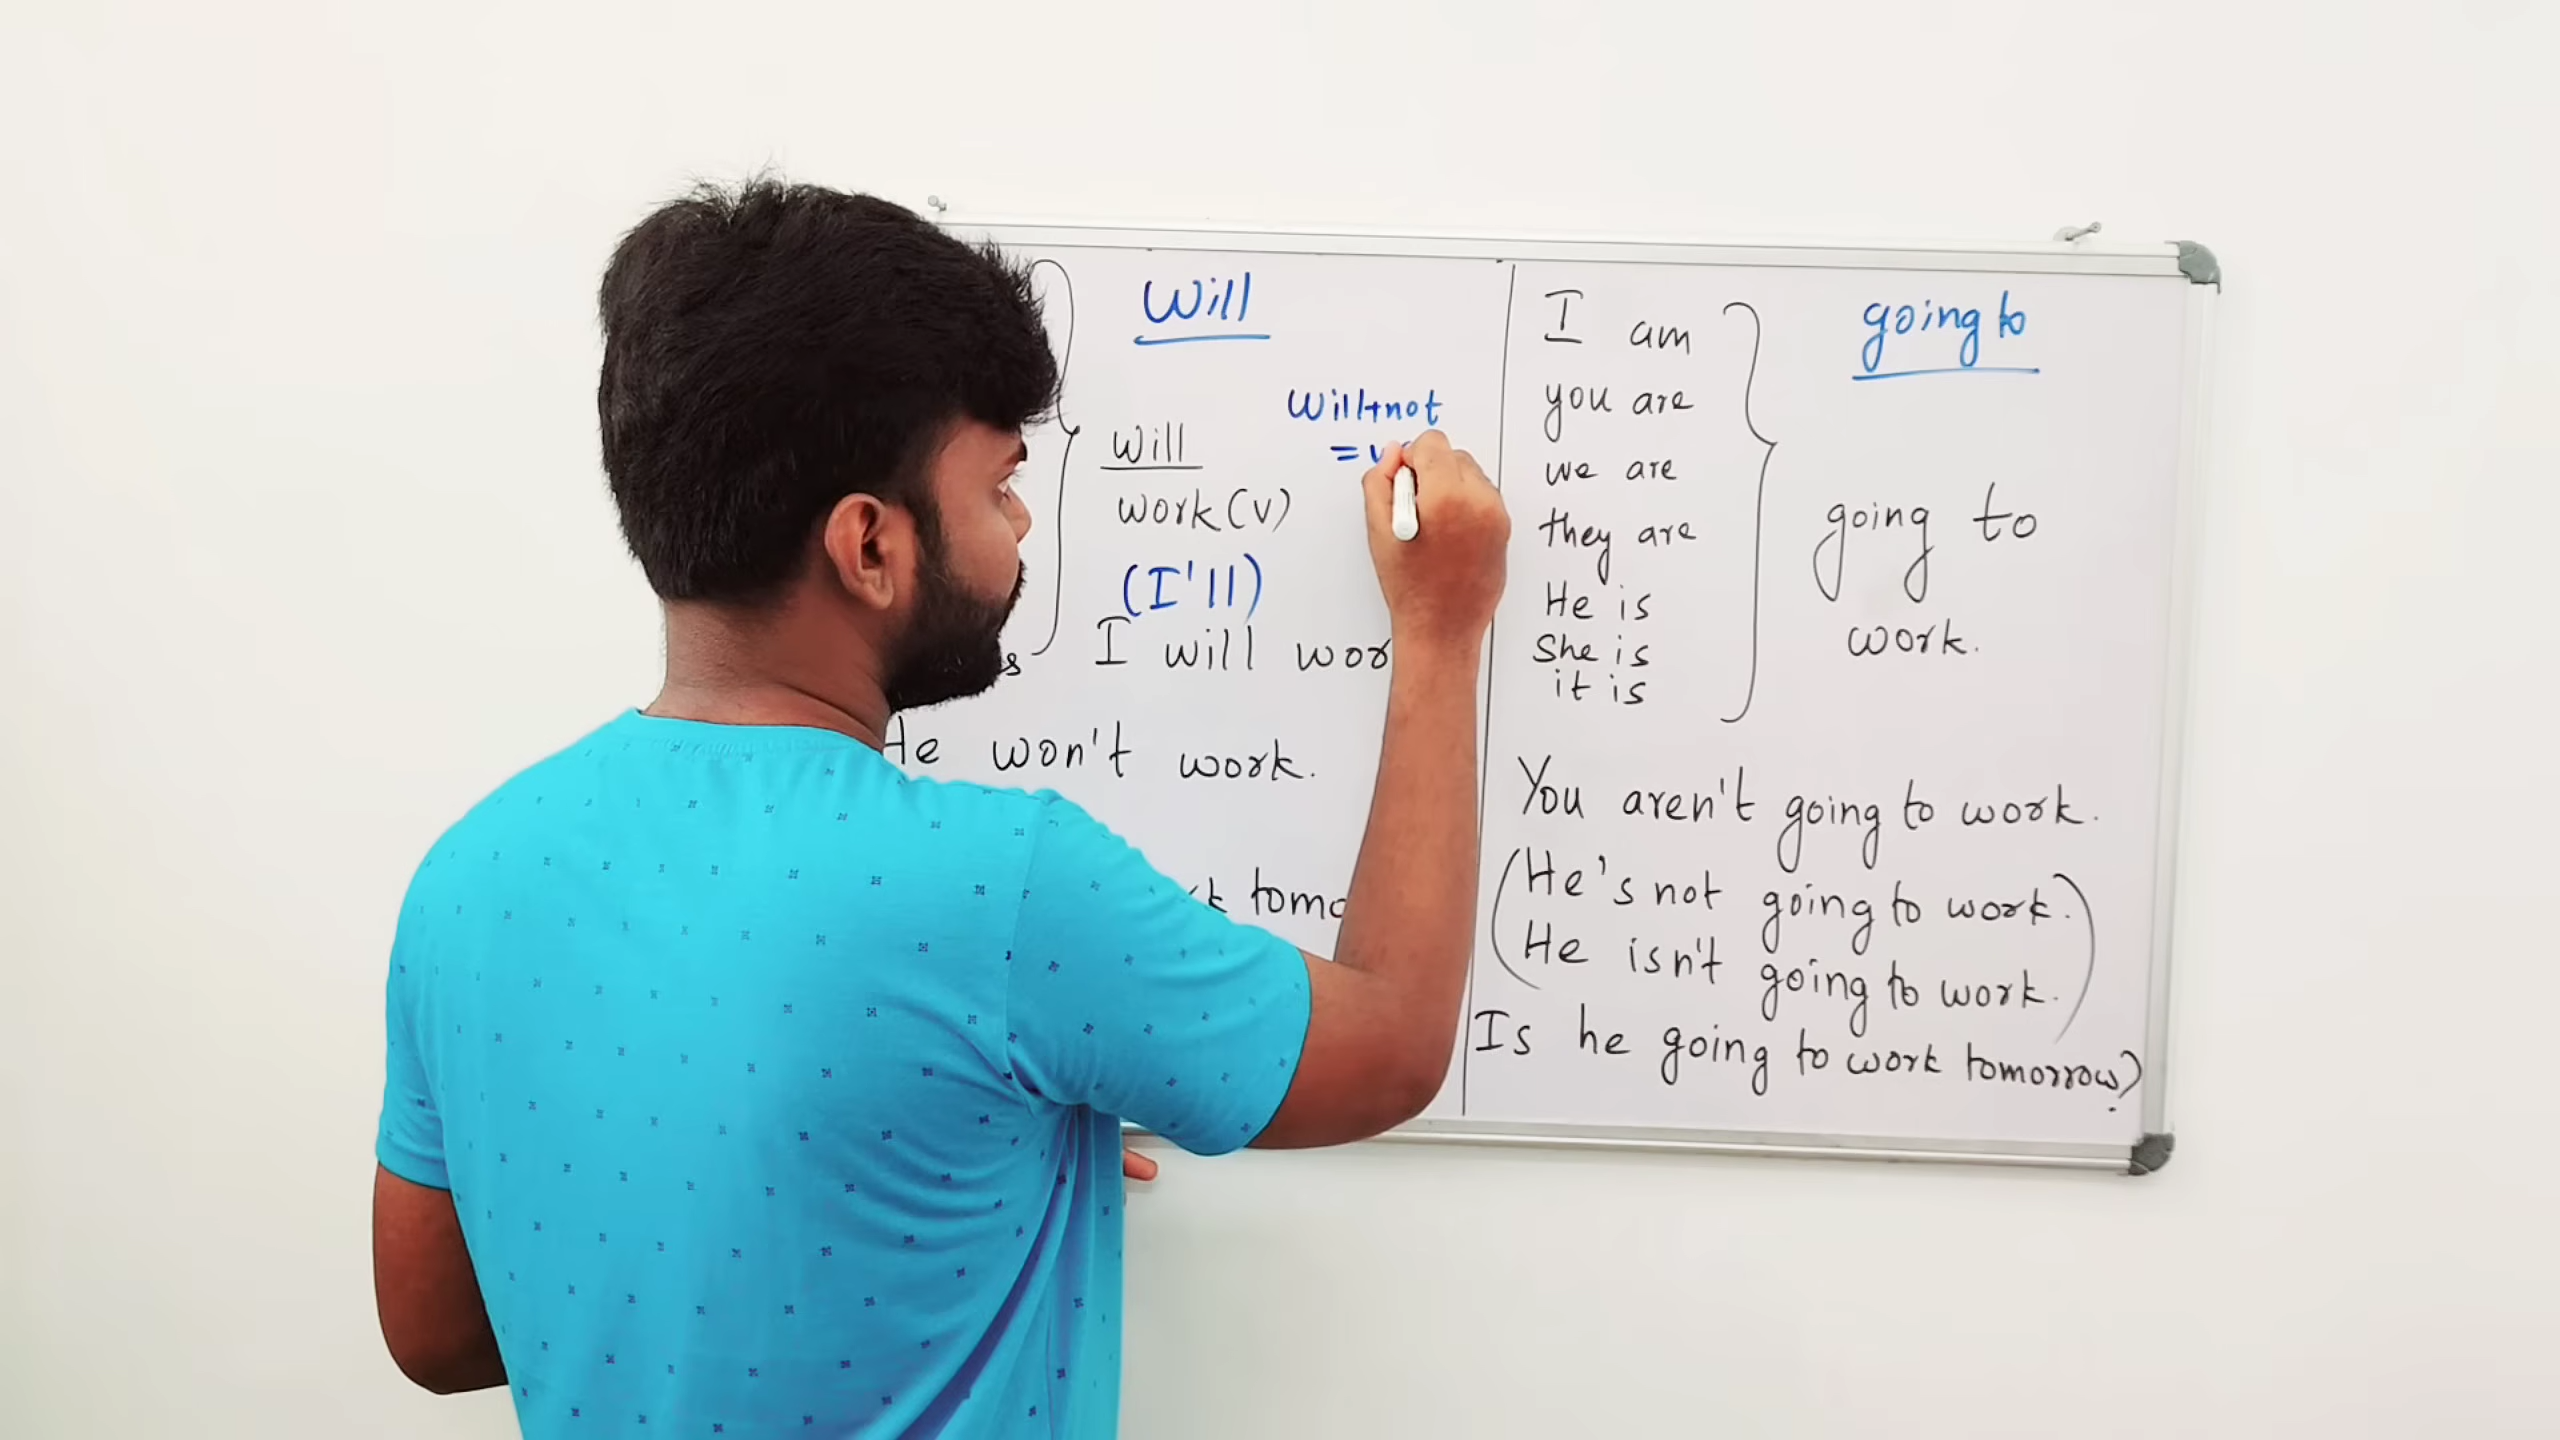 Will
will
work(v)
(I'll)
I will
He won't work.
Will+not
=
going to
I am
you are
we are
they are
He is
She is
it is
going to
work.
You aren't going to work.
(He's not going to work.
He isn't going to work.)
Is he going to work tomorrow?